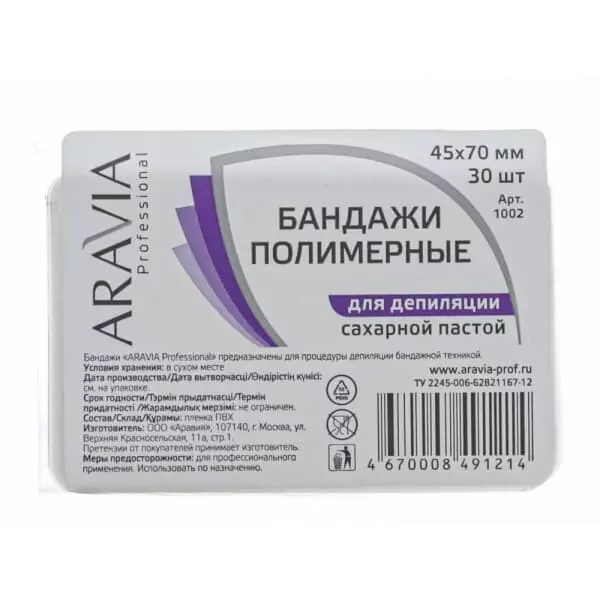 ARAVIA
Professional
45x70 мм
30 шт
Арт.
1002
БАНДАЖИ
ПОЛИМЕРНЫЕ
для депиляции
сахарной пастой
Бандажи «ARAVIA Professional» предназначены для процедуры депиляции бандажной техникой.
Условия хранения: в сухом месте
Дата производства/Дата вытворчасці/Өндірістің күнісі:
см. на упаковке.
Срок годности/Тэрмін прыдатнасці/Термін
придатності /Жарамдылық мерзімі: не ограничен.
Состав/Склад/Құрамы: пленка ПВХ
Изготовитель: ООО «Аравия», 107140, г. Москва, ул.
Верхняя Красносельская, 11а, стр.1.
Претензии от покупателей принимает изготовитель.
Меры предосторожности: для профессионального
применения. Использовать по назначению.
www.aravia-prof.ru
ТУ 2245-006-62821167-12
4 670008 491214